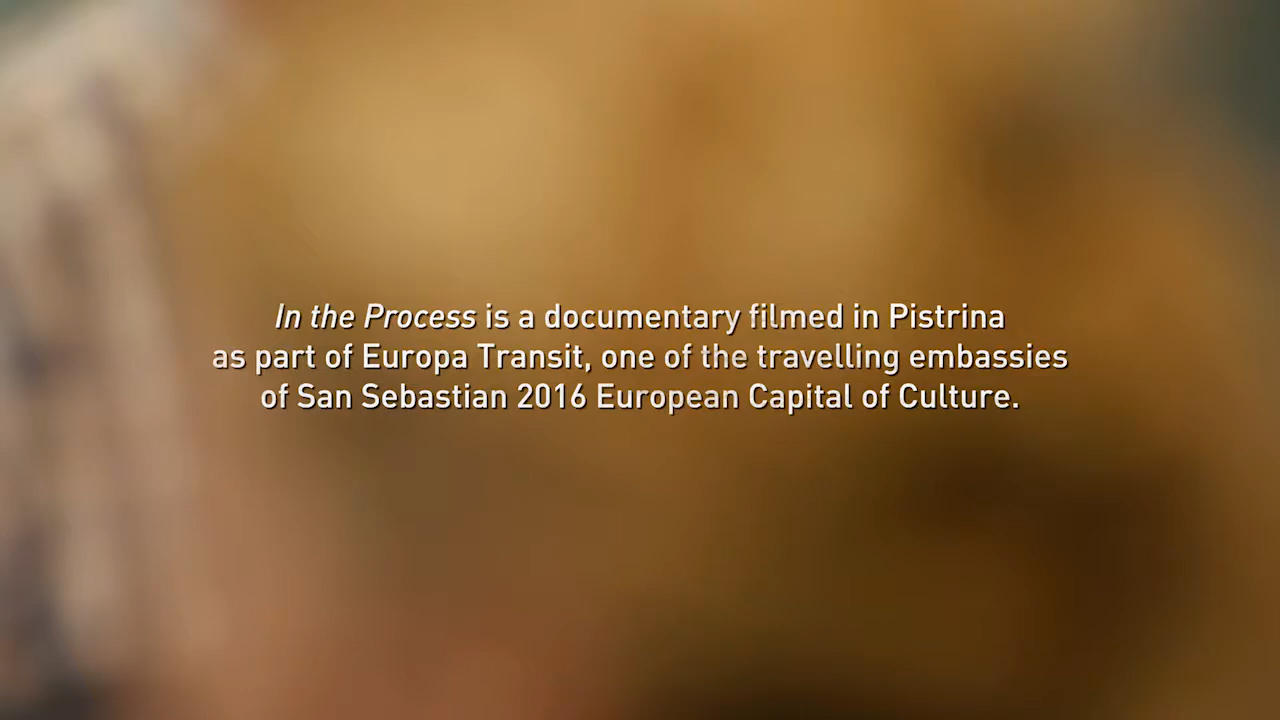 In the Process is a documentary filmed in Pistrina
as part of Europa Transit, one of the travelling embassies
of San Sebastian 2016 European Capital of Culture.